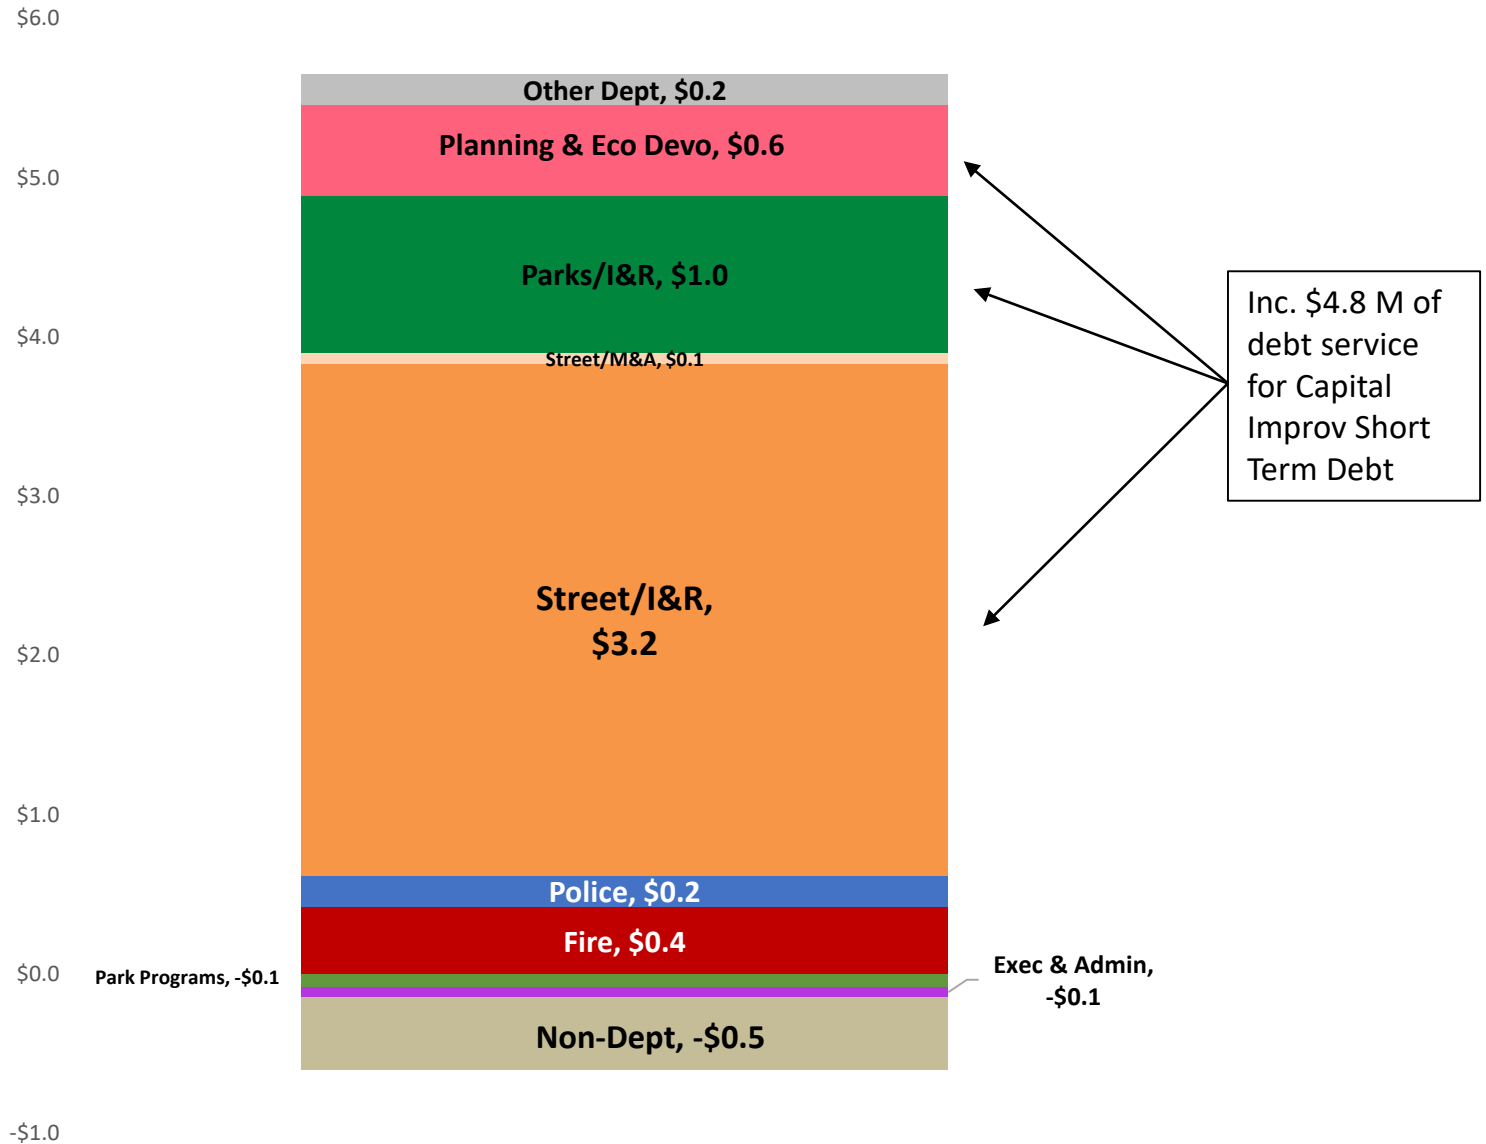 $6.0
Other Dept, $0.2
Planning & Eco Devo, $0.6
$5.0
Parks/I&R, $1.0
$4.0
Street/M&A, $0.1
Inc. $4.8 M of
debt service
for Capital
Improv Short
Term Debt
$3.0
Street/I&R,
$3.2
$2.0
$1.0
Police, $0.2
Fire, $0.4
$0.0
Park Programs, -$0.1
Exec & Admin,
-$0.1
Non-Dept, -$0.5
-$1.0